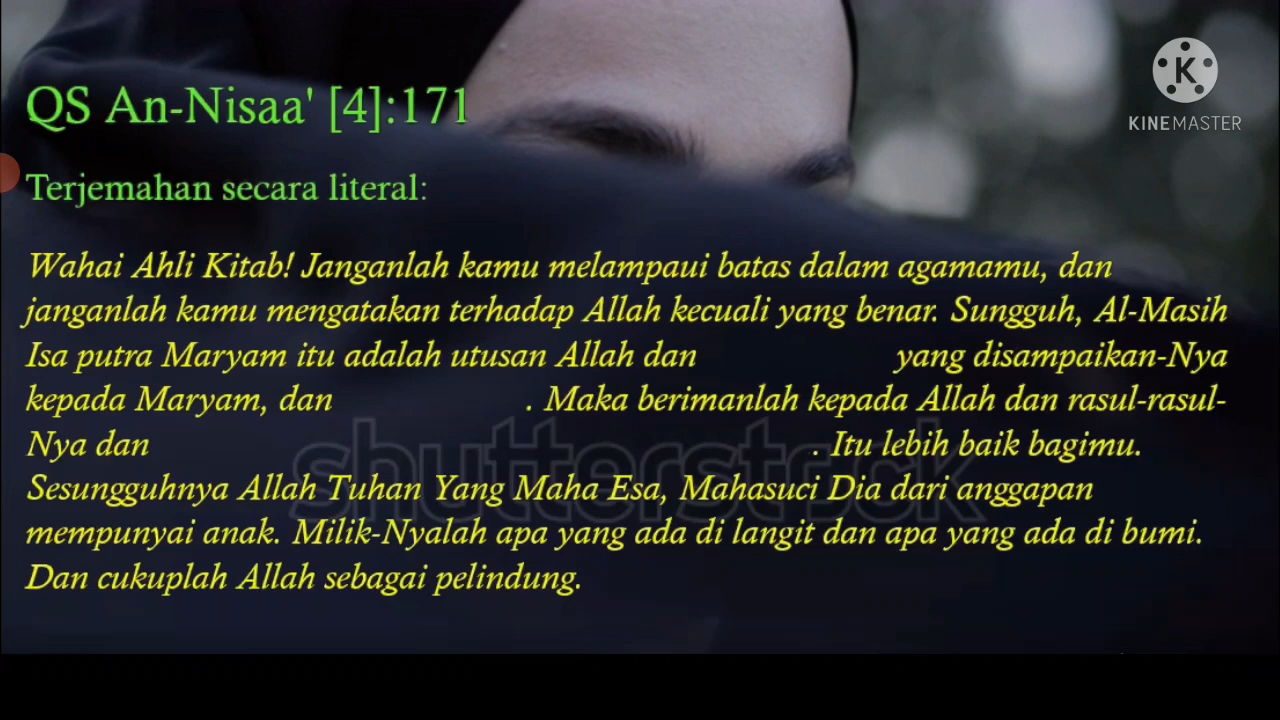 QS An-Nisaa' [4]:171
KINEMASTER
Terjemahan secara literal:
Wahai Ahli Kitab! Janganlah kamu melampaui batas dalam agamamu, dan
janganlah kamu mengatakan terhadap Allah kecuali yang benar. Sungguh, Al-Masih
Isa putra Maryam itu adalah utusan Allah dan yang disampaikan-Nya
kepada Maryam, dan . Maka berimanlah kepada Allah dan rasul-rasul-
Nya dan . Itu lebih baik bagimu.
Sesungguhnya Allah Tuhan Yang Maha Esa, Mahasuci Dia dari anggapan
mempunyai anak. Milik-Nyalah apa yang ada di langit dan apa yang ada di bumi.
Dan cukuplah Allah sebagai pelindung.
shutterstock